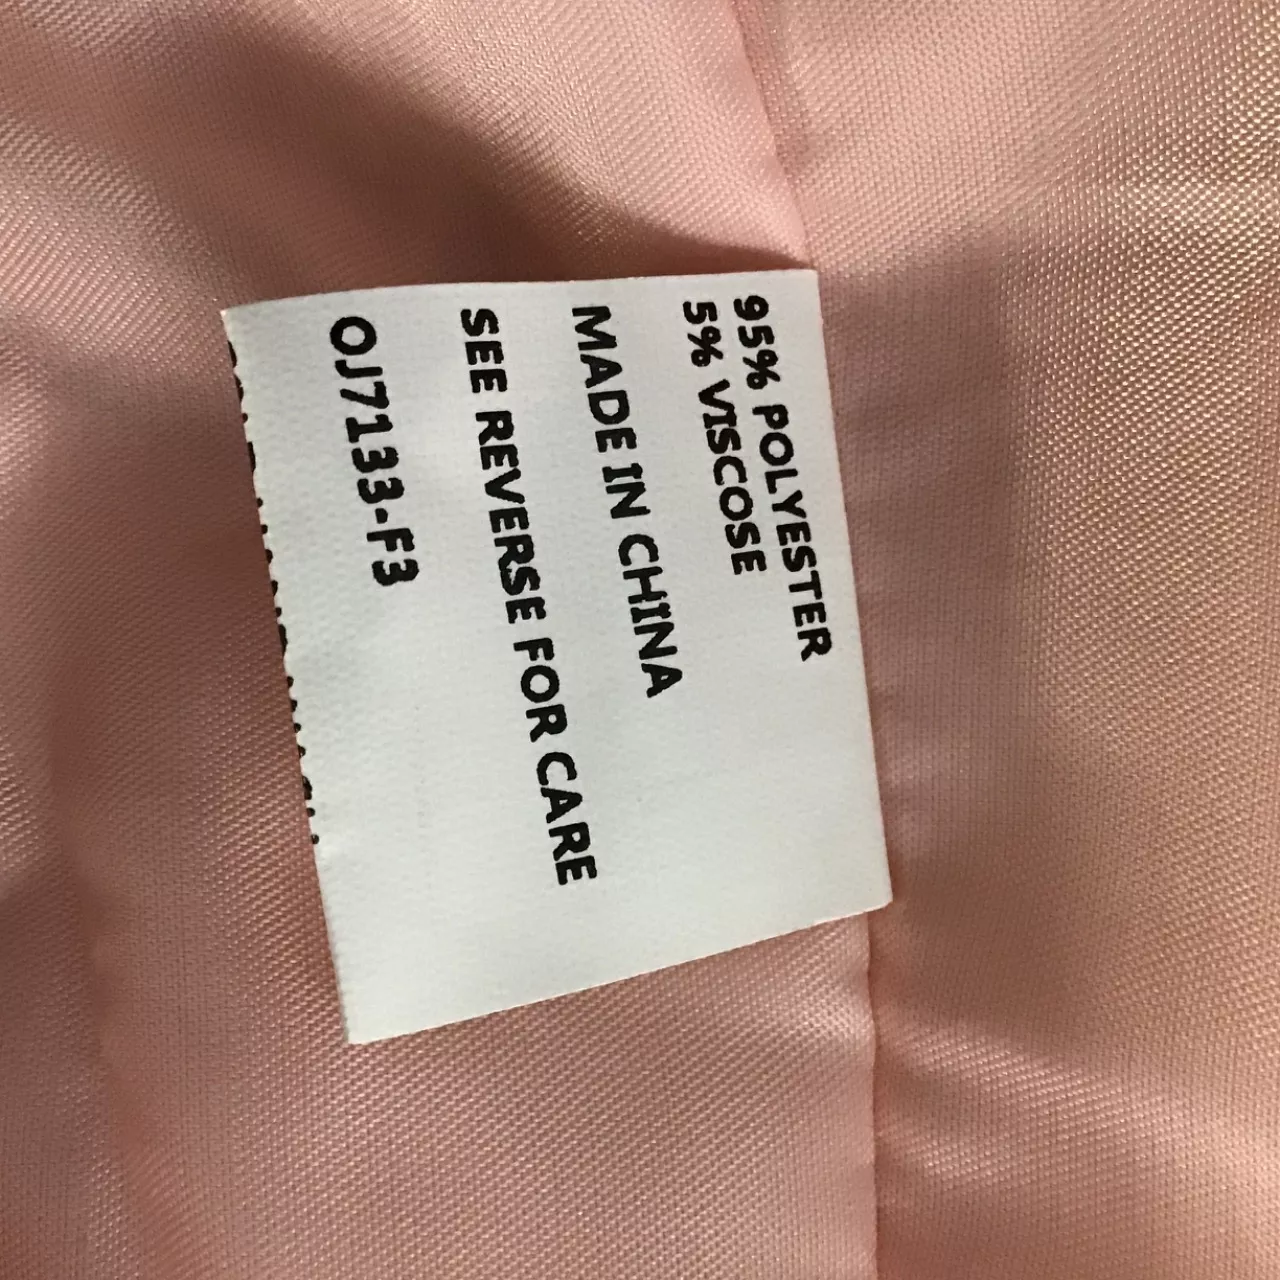 95% POLYESTER
5% VISCOSE
MADE IN CHINA
SEE REVERSE FOR CARE
OJ7133-F3